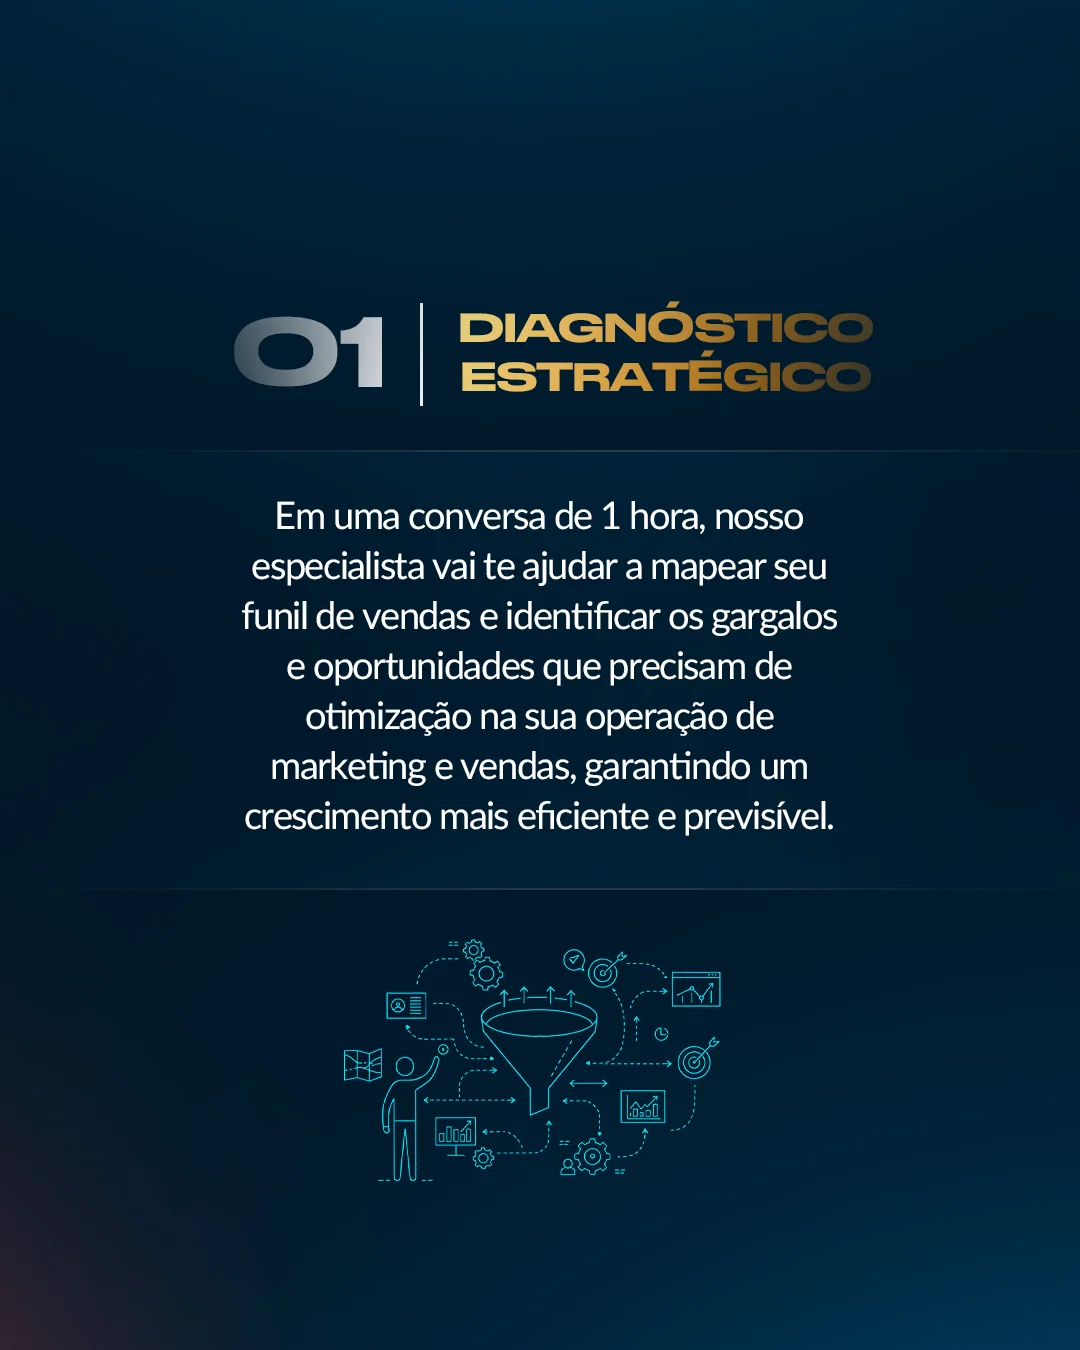 01
DIAGNÓSTICO
ESTRATÉGICO
Em uma conversa de 1 hora, nosso
especialista vai te ajudar a mapear seu
funil de vendas e identificar os gargalos
e oportunidades que precisam de
otimização na sua operação de
marketing e vendas, garantindo um
crescimento mais eficiente e previsível.